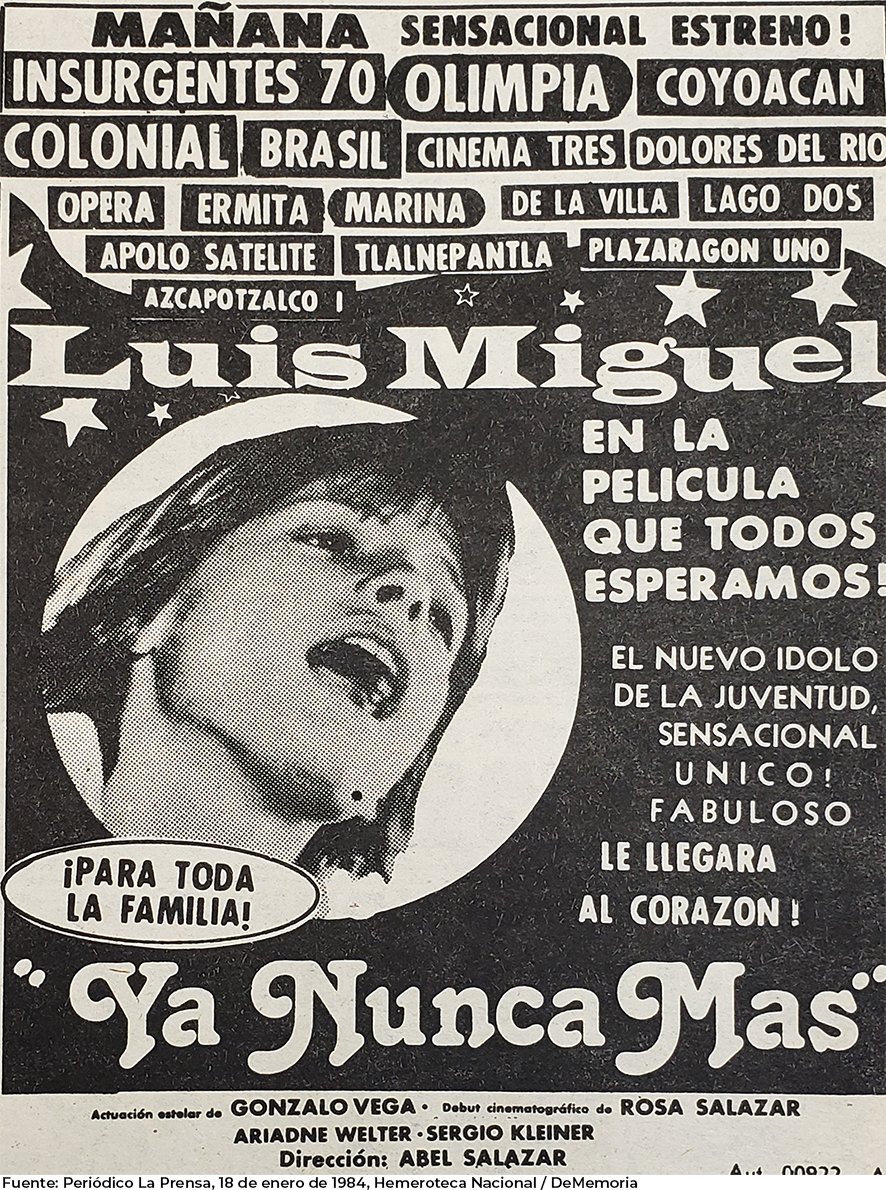 MAÑANA SENSACIONAL ESTRENO!
INSURGENTES 70 OLIMPIA COYOACAN
COLONIAL BRASIL CINEMA TRES DOLORES DEL RIO
OPERA ERMITA MARINA DE LA VILLA LAGO DOS
APOLO SATELITE TLALNEPANTLA PLAZARAGON UNO
AZCAPOTZALCO I
Luis Miguel
EN LA
PELICULA
QUE TODOS
ESPERAMOS!
EL NUEVO IDOLO
DE LA JUVENTUD,
SENSACIONAL
UNICO!
FABULOSO
LE LLEGARA
AL CORAZON!
¡PARA TODA
LA FAMILIA!
"Ya Nunca Mas"
Actuación estelar de GONZALO VEGA · Debut cinematográfico de ROSA SALAZAR
ARIADNE WELTER · SERGIO KLEINER
Dirección: ABEL SALAZAR
Fuente: Periódico La Prensa, 18 de enero de 1984, Hemeroteca Nacional / DeMemoria